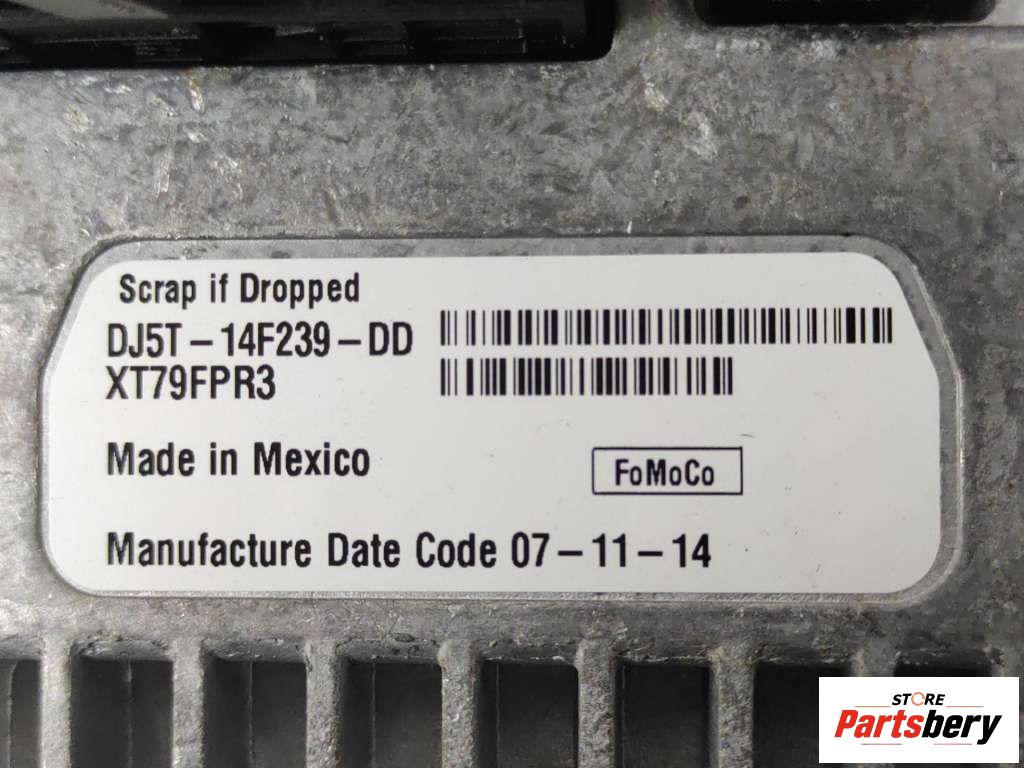 Scrap if Dropped
DJ5T-14F239-DD
XT79FPR3
Made in Mexico
FoMoCo
Manufacture Date Code 07-11-14
STORE
Partsbery